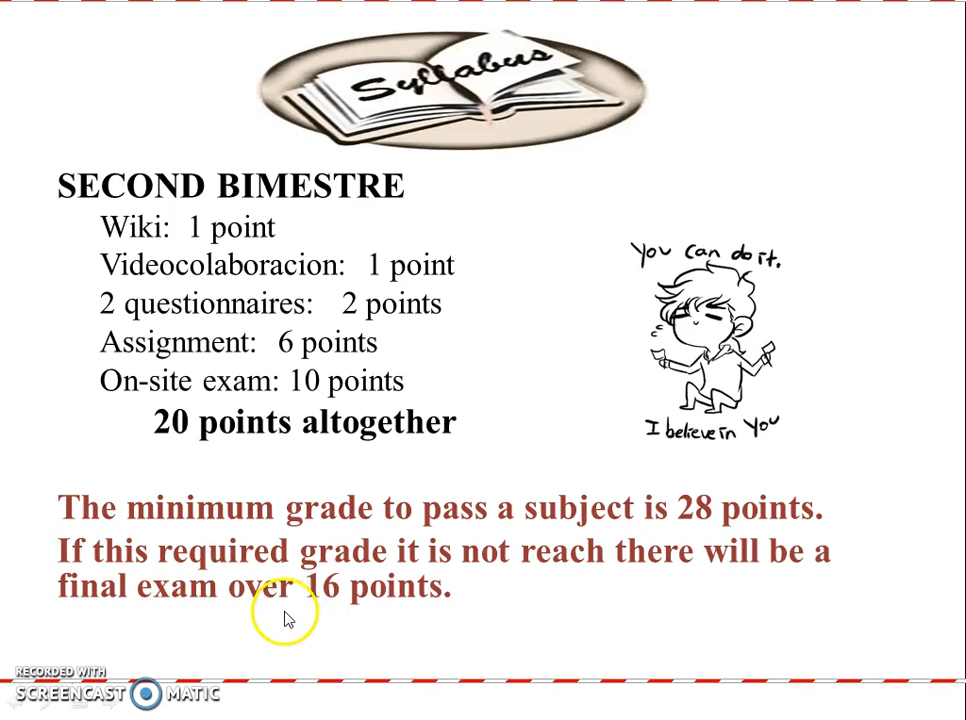 Syllabus
SECOND BIMESTRE
Wiki: 1 point
Videocolaboracion: 1 point
2 questionnaires: 2 points
Assignment: 6 points
On-site exam: 10 points
20 points altogether
You can do it.
I believe in You
The minimum grade to pass a subject is 28 points.
If this required grade it is not reach there will be a
final exam over 16 points.
RECORDED WITH
SCREENCAST MATIC